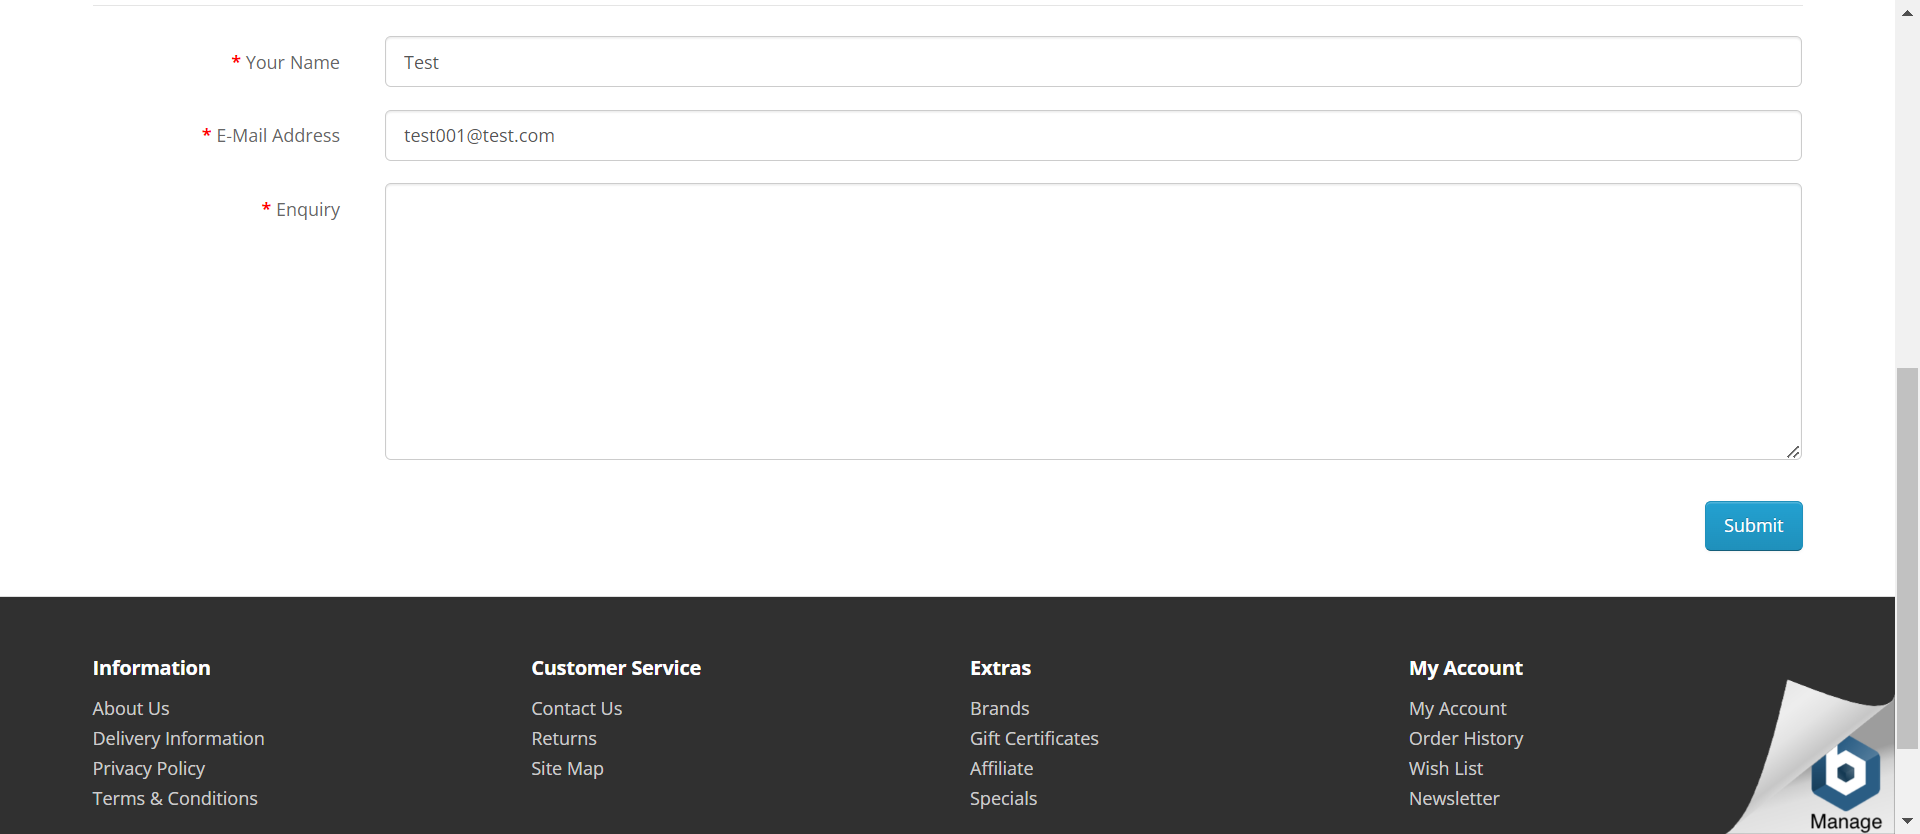 * Your Name
Test
* E-Mail Address
test001@test.com
* Enquiry
Submit
Information
About Us
Delivery Information
Privacy Policy
Terms & Conditions
Customer Service
Contact Us
Returns
Site Map
Extras
Brands
Gift Certificates
Affiliate
Specials
My Account
My Account
Order History
Wish List
Newsletter
b
Manage